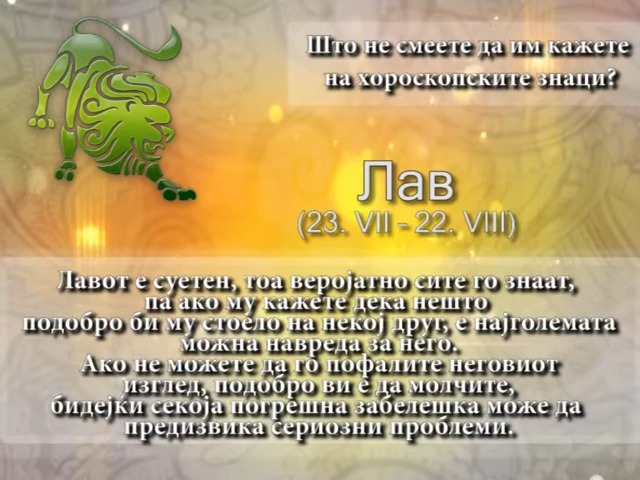 Што не смеете да им кажете
на хороскопските знаци?
Лав
(23. VII - 22. VIII)
Лавот е суетен, тоа веројатно сите го знаат,
па ако му кажете дека нешто
подобро би му стоело на некој друг, е најголемата
можна навреда за него.
Ако не можете да го пофалите неговиот
изглед, подобро ви е да молчите,
бидејќи секоја погрешна забелешка може да
предизвика сериозни проблеми.